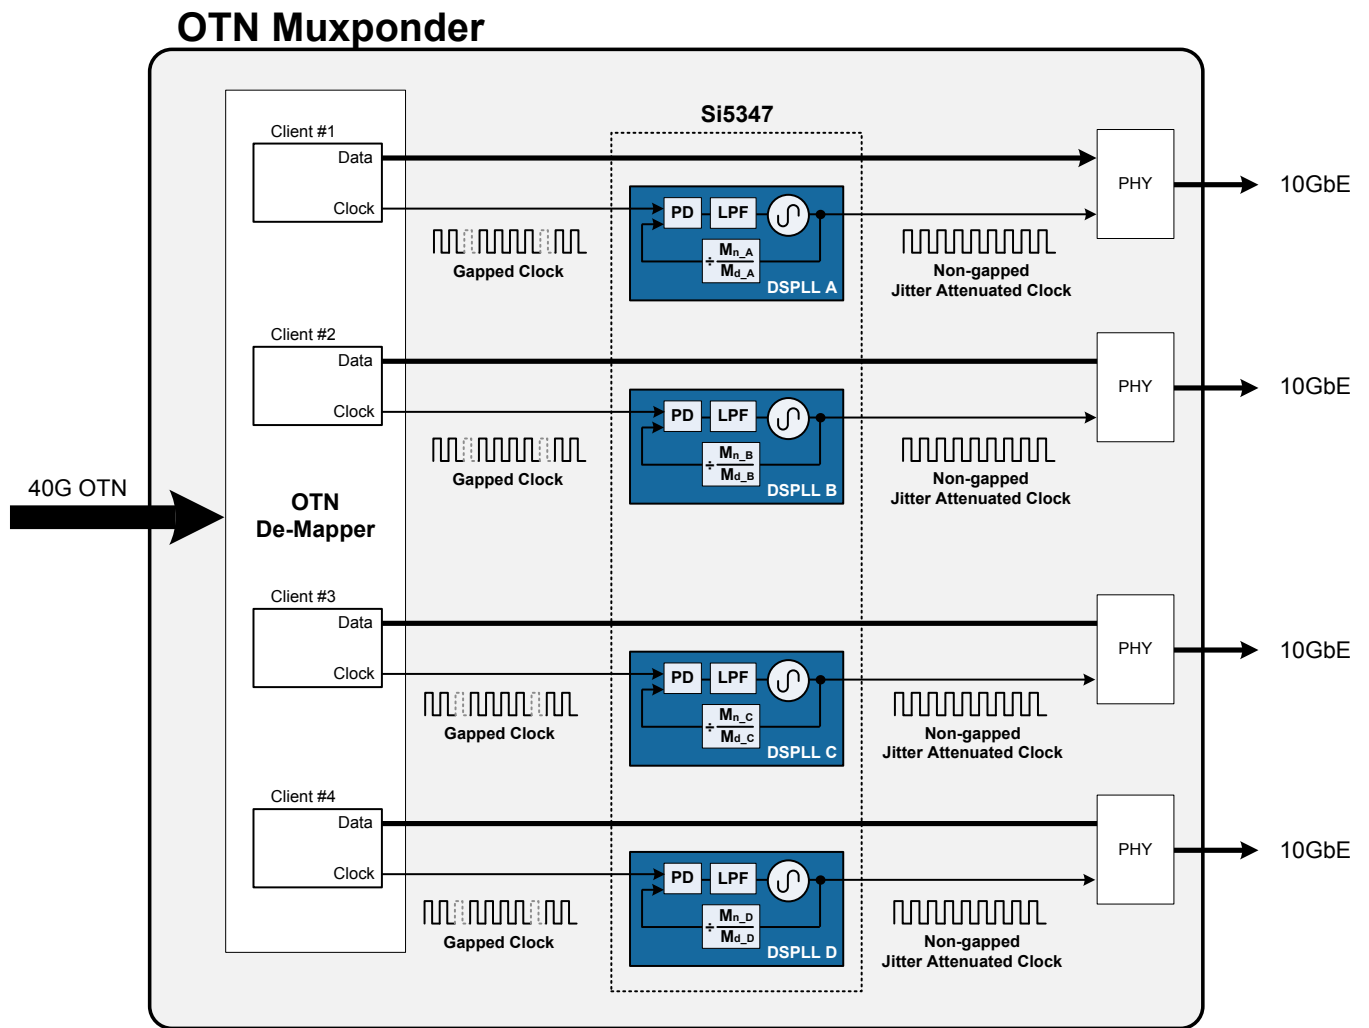 OTN Muxponder
Si5347
Client #1
Data
Clock
PD
LPF
÷ Mn_A
Md_A
DSPLL A
Gapped Clock
Non-gapped
Jitter Attenuated Clock
PHY
10GbE
Client #2
Data
Clock
PD
LPF
÷ Mn_B
Md_B
DSPLL B
Gapped Clock
Non-gapped
Jitter Attenuated Clock
PHY
10GbE
40G OTN
OTN
De-Mapper
Client #3
Data
Clock
PD
LPF
÷ Mn_C
Md_C
DSPLL C
Gapped Clock
Non-gapped
Jitter Attenuated Clock
PHY
10GbE
Client #4
Data
Clock
PD
LPF
÷ Mn_D
Md_D
DSPLL D
Gapped Clock
Non-gapped
Jitter Attenuated Clock
PHY
10GbE